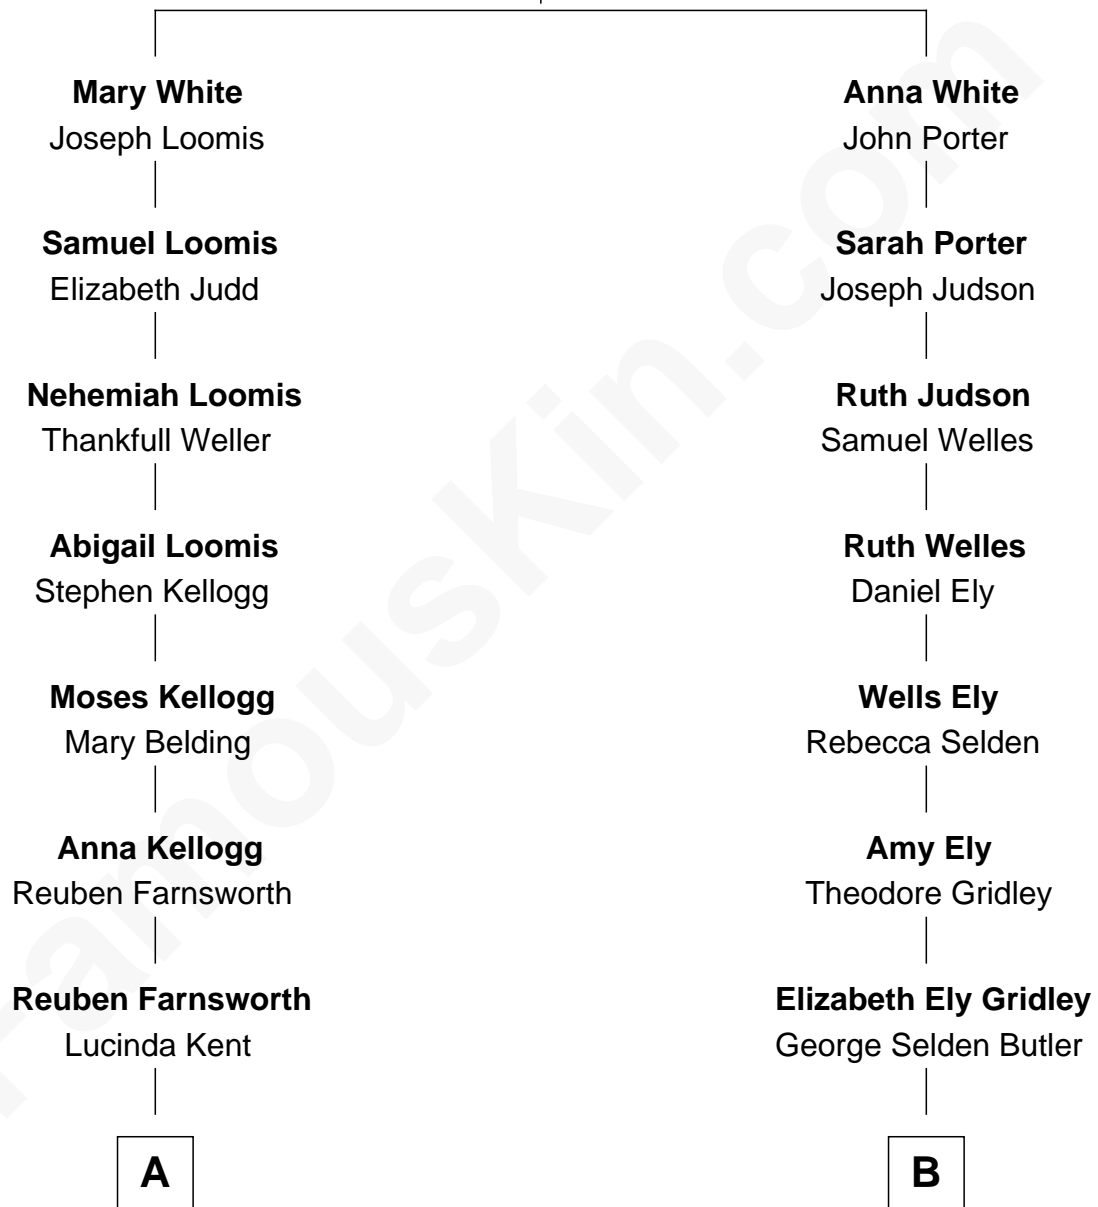 Mary White
Joseph Loomis
Samuel Loomis
Elizabeth Judd
Nehemiah Loomis
Thankfull Weller
Abigail Loomis
Stephen Kellogg
Moses Kellogg
Mary Belding
Anna Kellogg
Reuben Farnsworth
Reuben Farnsworth
Lucinda Kent
A
Anna White
John Porter
Sarah Porter
Joseph Judson
Ruth Judson
Samuel Welles
Ruth Welles
Daniel Ely
Wells Ely
Rebecca Selden
Amy Ely
Theodore Gridley
Elizabeth Ely Gridley
George Selden Butler
B
FamousKin.com